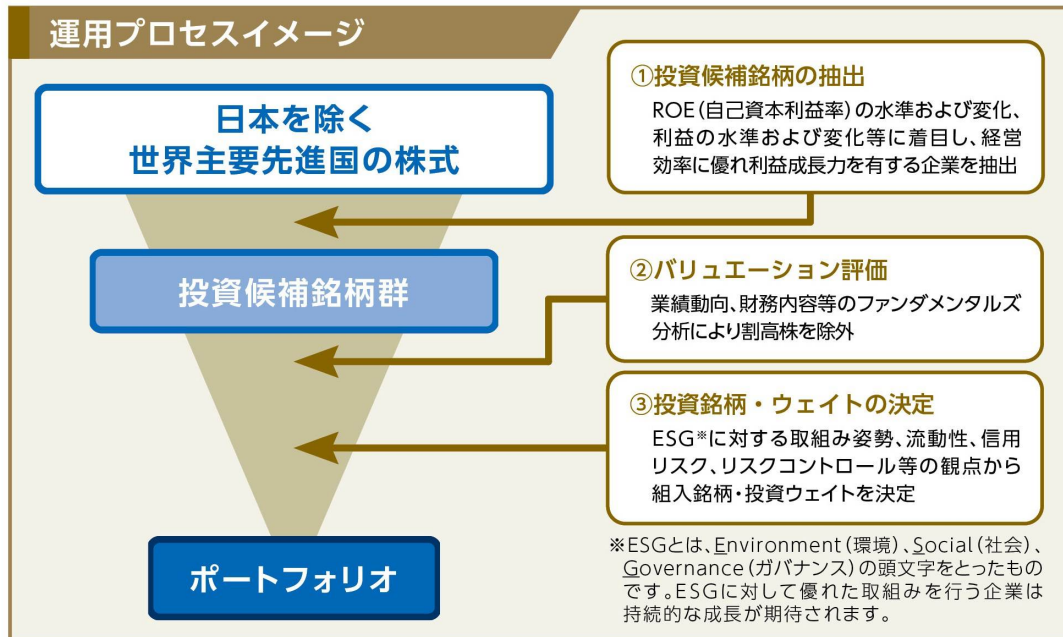 運用プロセスイメージ
日本を除く
世界主要先進国の株式
投資候補銘柄群
ポートフォリオ
①投資候補銘柄の抽出
ROE(自己資本利益率)の水準および変化、
利益の水準および変化等に着目し、経営
効率に優れ利益成長力を有する企業を抽出
②バリュエーション評価
業績動向、財務内容等のファンダメンタルズ
分析により割高株を除外
③投資銘柄・ウェイトの決定
ESG※に対する取組み姿勢、流動性、信用
リスク、リスクコントロール等の観点から
組入銘柄・投資ウェイトを決定
※ESGとは、Environment(環境)、Social(社会)、
Governance(ガバナンス)の頭文字をとったもの
です。ESGに対して優れた取組みを行う企業は
持続的な成長が期待されます。